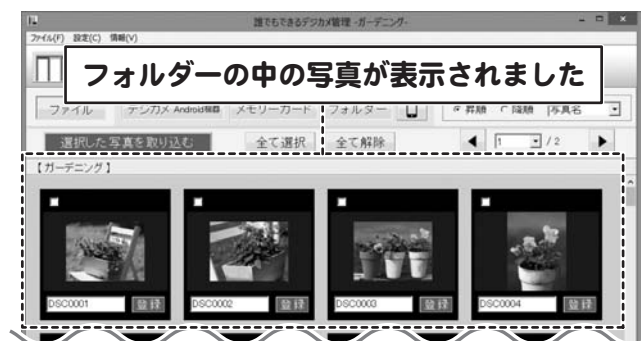 誰でもできるデジカメ管理 -ガーデニング-
ファイル(F) 設定(C) 情報(V)
フォルダーの中の写真が表示されました
ファイル デジカメ Android機器 メモリーカード フォルダー 昇順 降順 写真名
選択した写真を取り込む 全て選択 全て解除 1 / 2
【ガーデニング】
DSC0001 登録 DSC0002 登録 DSC0003 登録 DSC0004 登録